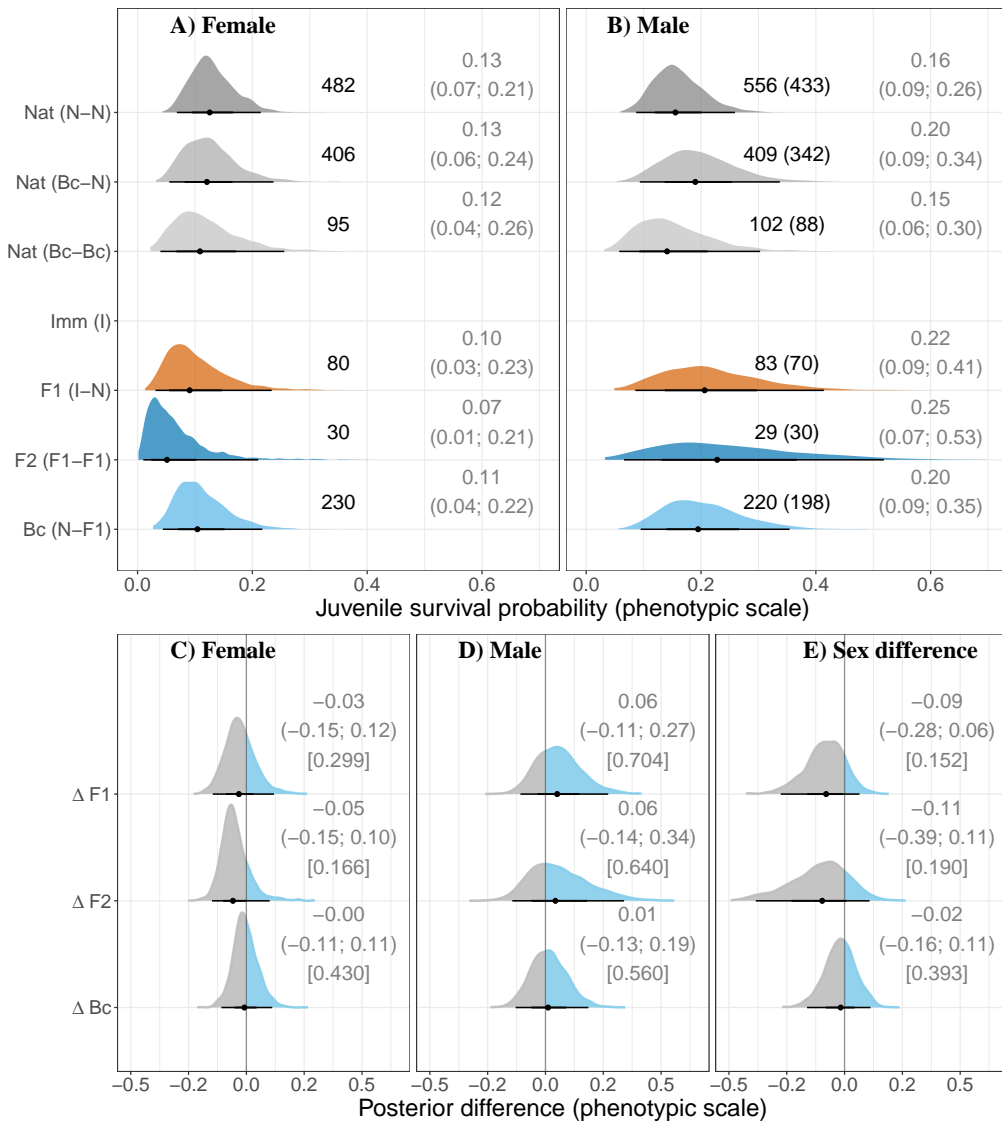 A) Female
B) Male
Nat (N−N)
482
0.13
(0.07; 0.21)
556 (433)
0.16
(0.09; 0.26)
Nat (Bc−N)
406
0.13
(0.06; 0.24)
409 (342)
0.20
(0.09; 0.34)
Nat (Bc−Bc)
95
0.12
(0.04; 0.26)
102 (88)
0.15
(0.06; 0.30)
Imm (I)
F1 (I−N)
80
0.10
(0.03; 0.23)
83 (70)
0.22
(0.09; 0.41)
F2 (F1−F1)
30
0.07
(0.01; 0.21)
29 (30)
0.25
(0.07; 0.53)
Bc (N−F1)
230
0.11
(0.04; 0.22)
220 (198)
0.20
(0.09; 0.35)
0.0 0.2 0.4 0.6
0.0 0.2 0.4 0.6
Juvenile survival probability (phenotypic scale)
C) Female
D) Male
E) Sex difference
Δ F1
−0.03
(−0.15; 0.12)
[0.299]
0.06
(−0.11; 0.27)
[0.704]
−0.09
(−0.28; 0.06)
[0.152]
Δ F2
−0.05
(−0.15; 0.10)
[0.166]
0.06
(−0.14; 0.34)
[0.640]
−0.11
(−0.39; 0.11)
[0.190]
Δ Bc
−0.00
(−0.11; 0.11)
[0.430]
0.01
(−0.13; 0.19)
[0.560]
−0.02
(−0.16; 0.11)
[0.393]
−0.5 −0.2 0.0 0.2 0.5
−0.5 −0.2 0.0 0.2 0.5
−0.5 −0.2 0.0 0.2 0.5
Posterior difference (phenotypic scale)